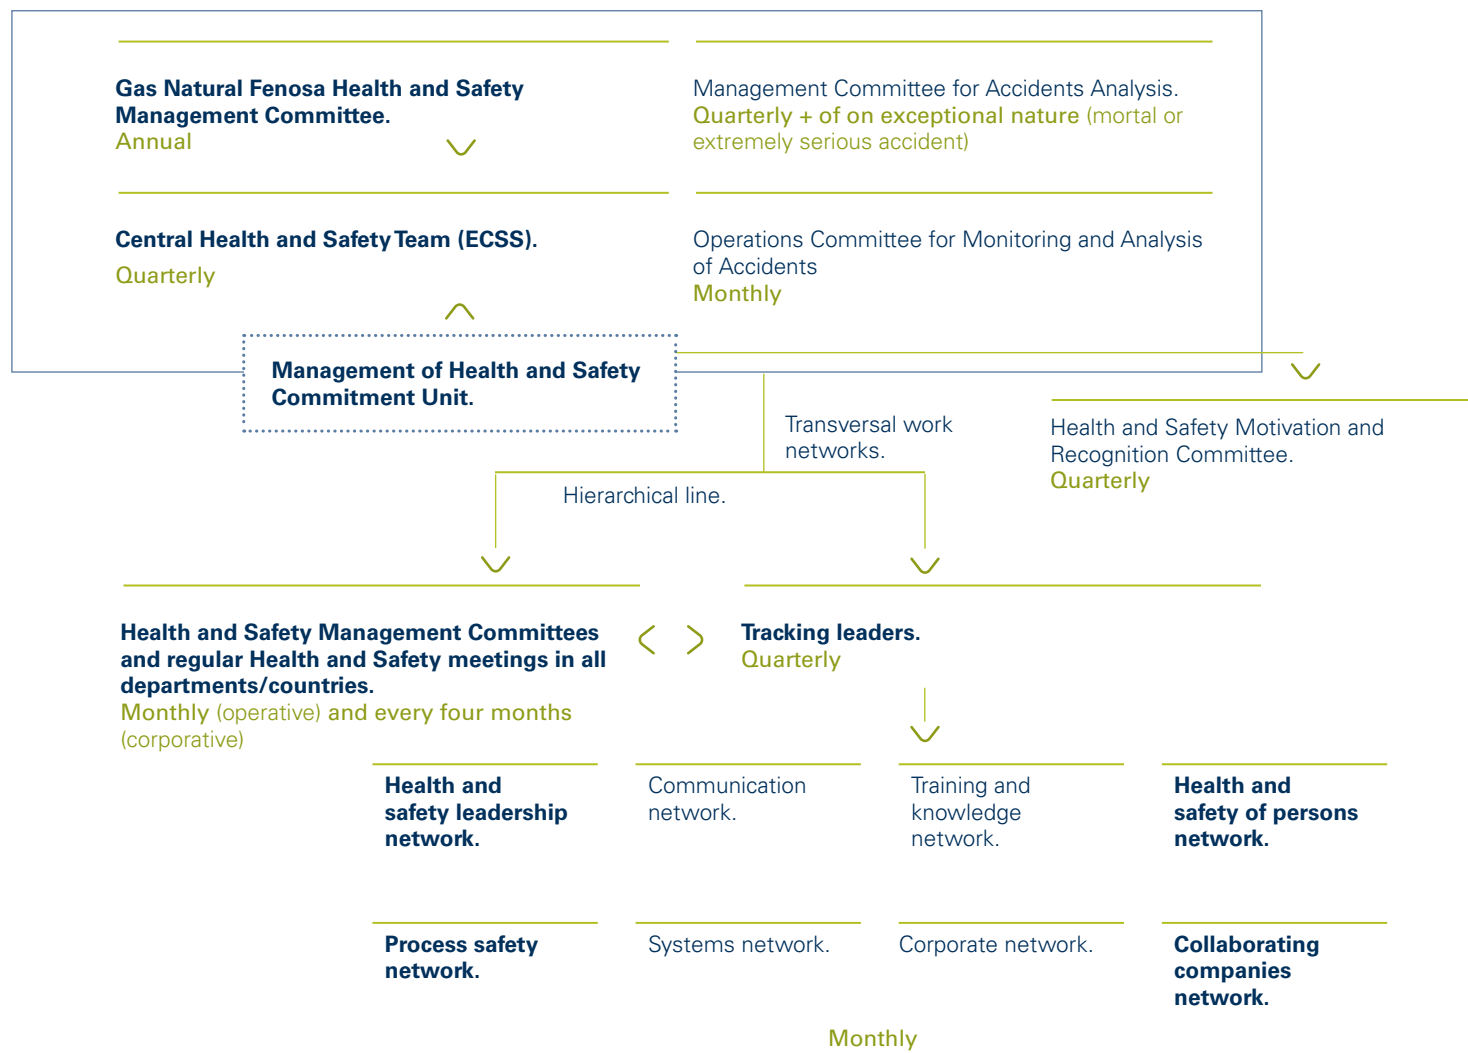 Gas Natural Fenosa Health and Safety
Management Committee.
Annual
Management Committee for Accidents Analysis.
Quarterly + of on exceptional nature (mortal or
extremely serious accident)
Central Health and Safety Team (ECSS).
Quarterly
Operations Committee for Monitoring and Analysis
of Accidents
Monthly
Management of Health and Safety
Commitment Unit.
Transversal work
networks.
Health and Safety Motivation and
Recognition Committee.
Quarterly
Hierarchical line.
Health and Safety Management Committees
and regular Health and Safety meetings in all
departments/countries.
Monthly (operative) and every four months
(corporative)
Tracking leaders.
Quarterly
Health and
safety leadership
network.
Communication
network.
Training and
knowledge
network.
Health and
safety of persons
network.
Process safety
network.
Systems network.
Corporate network.
Collaborating
companies
network.
Monthly